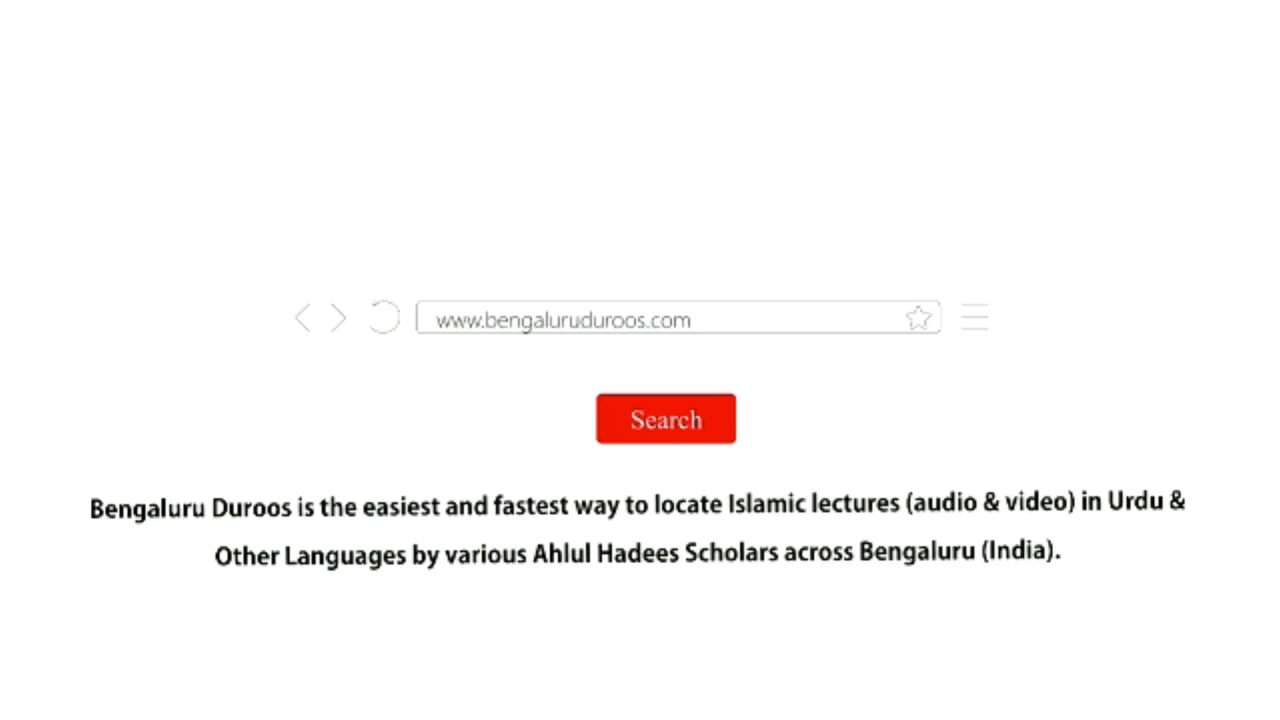 www.bengaluruduroos.com
Search
Bengaluru Duroos is the easiest and fastest way to locate Islamic lectures (audio & video) in Urdu &
Other Languages by various Ahlul Hadees Scholars across Bengaluru (India).